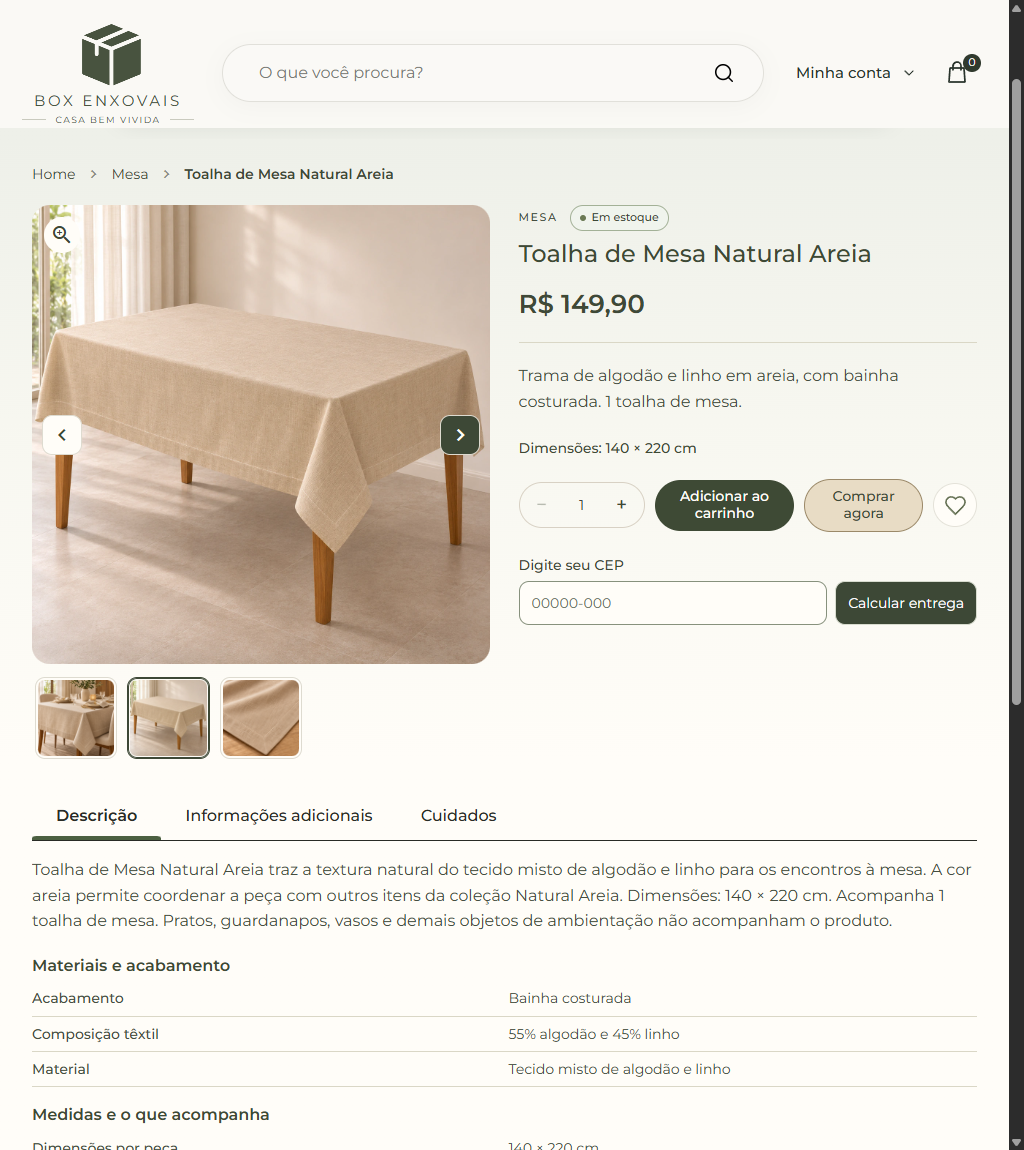 BOX ENXOVAIS
CASA BEM VIVIDA
O que você procura?
Minha conta
0
Home > Mesa > Toalha de Mesa Natural Areia
MESA
Em estoque
Toalha de Mesa Natural Areia
R$ 149,90
Trama de algodão e linho em areia, com bainha
costurada. 1 toalha de mesa.
Dimensões: 140 × 220 cm
− 1 +
Adicionar ao
carrinho
Comprar
agora
Digite seu CEP
00000-000
Calcular entrega
Descrição
Informações adicionais
Cuidados
Toalha de Mesa Natural Areia traz a textura natural do tecido misto de algodão e linho para os encontros à mesa. A cor
areia permite coordenar a peça com outros itens da coleção Natural Areia. Dimensões: 140 × 220 cm. Acompanha 1
toalha de mesa. Pratos, guardanapos, vasos e demais objetos de ambientação não acompanham o produto.
Materiais e acabamento
Acabamento Bainha costurada
Composição têxtil 55% algodão e 45% linho
Material Tecido misto de algodão e linho
Medidas e o que acompanha
Dimensões por peça 140 × 220 cm